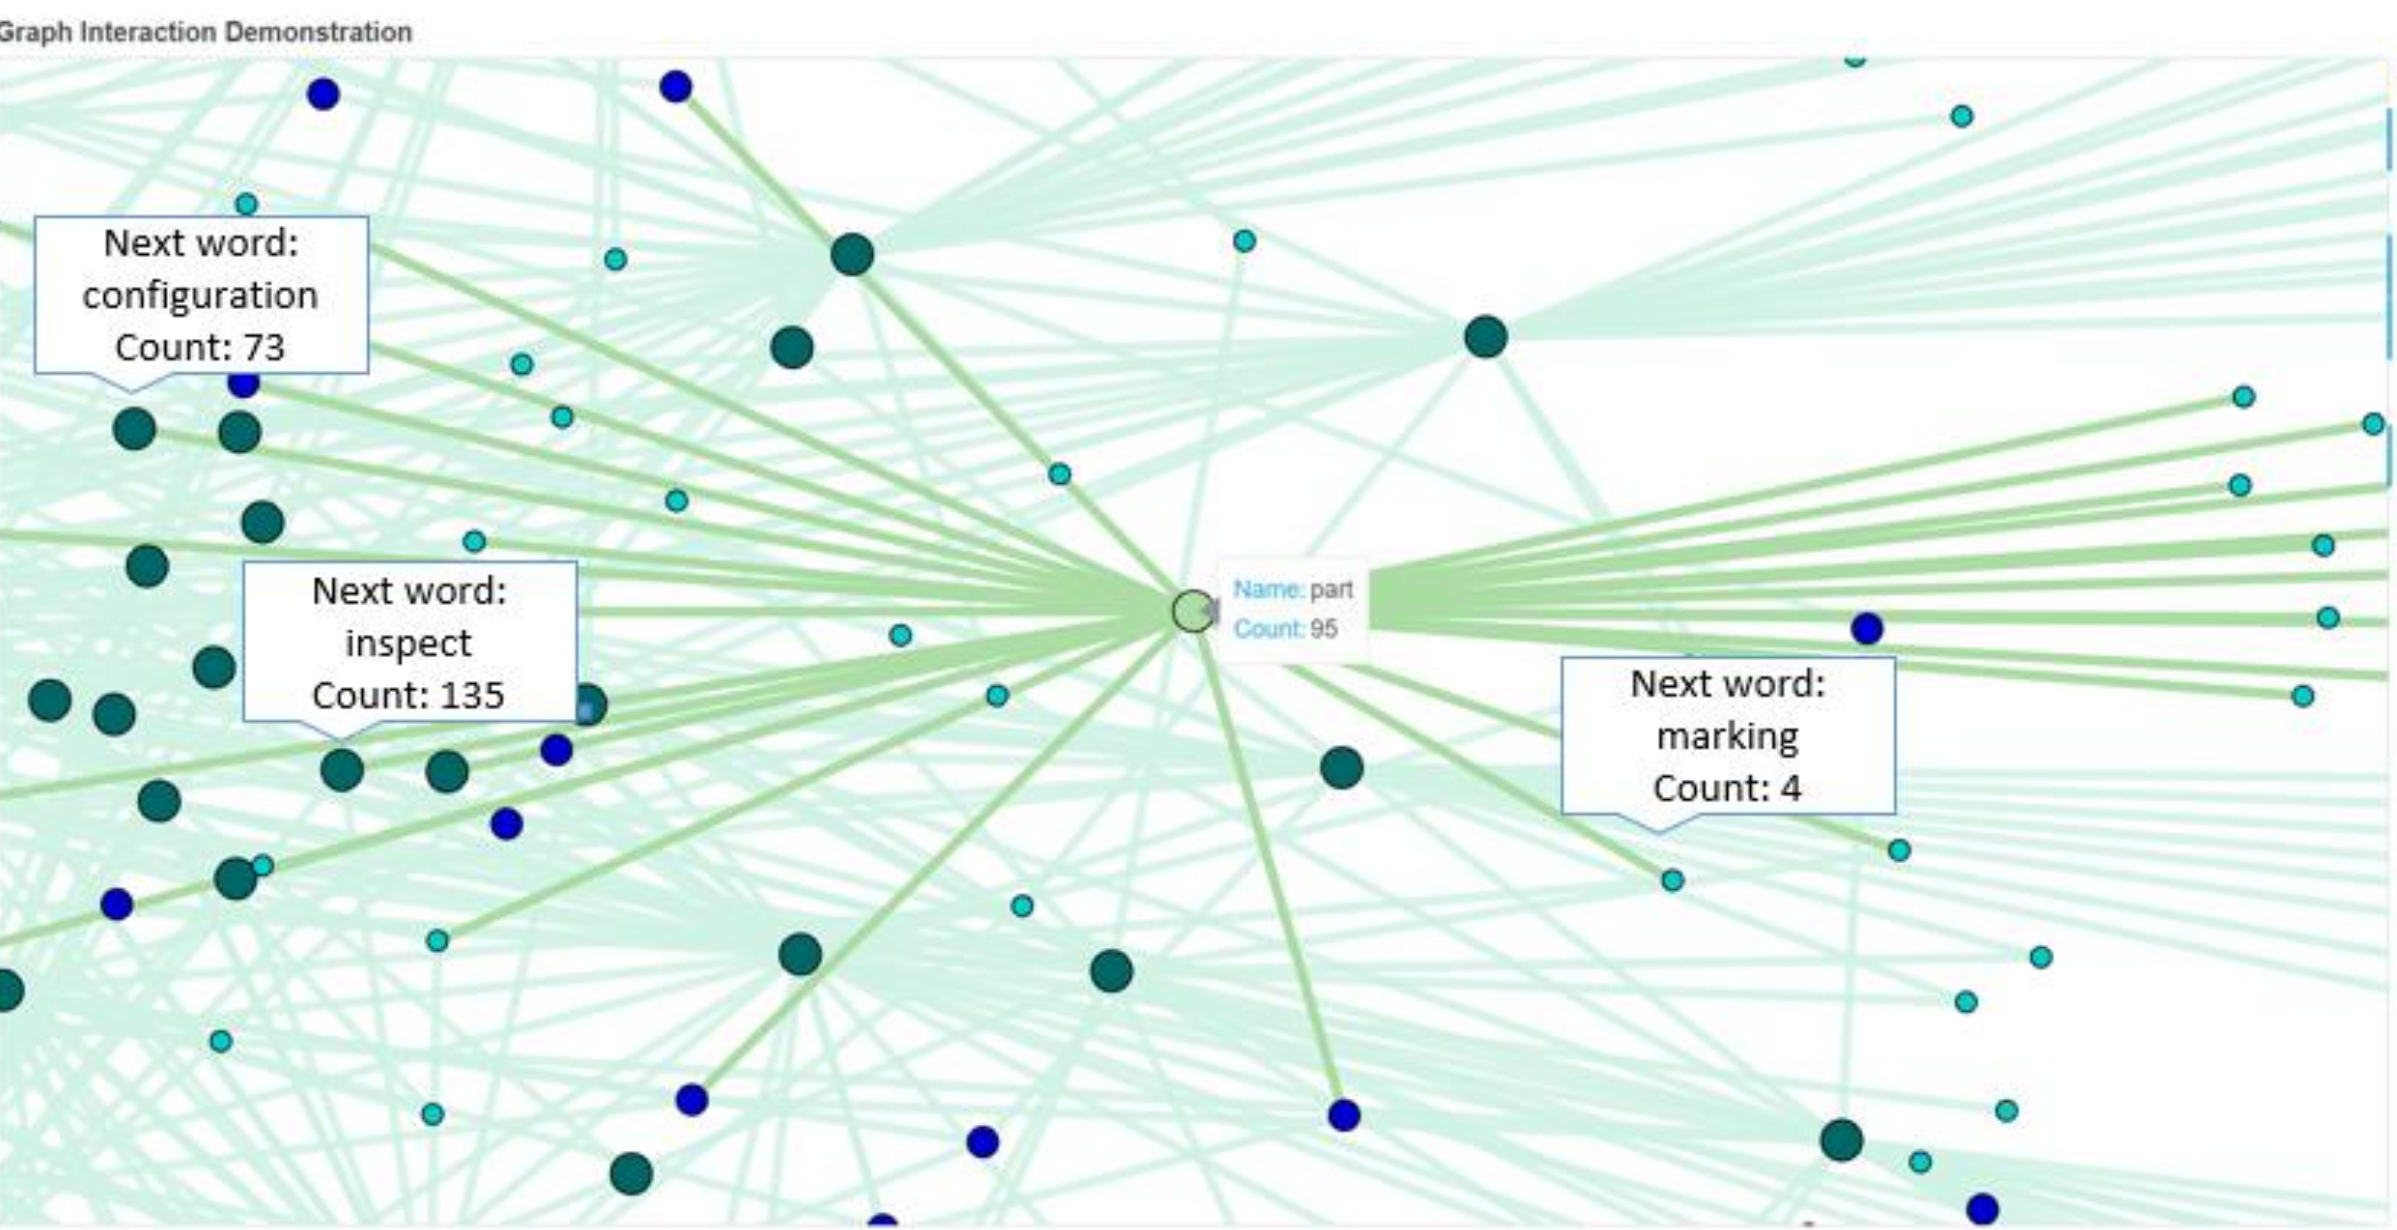 Graph Interaction Demonstration
Next word:
configuration
Count: 73
Next word:
inspect
Count: 135
Name: part
Count: 95
Next word:
marking
Count: 4